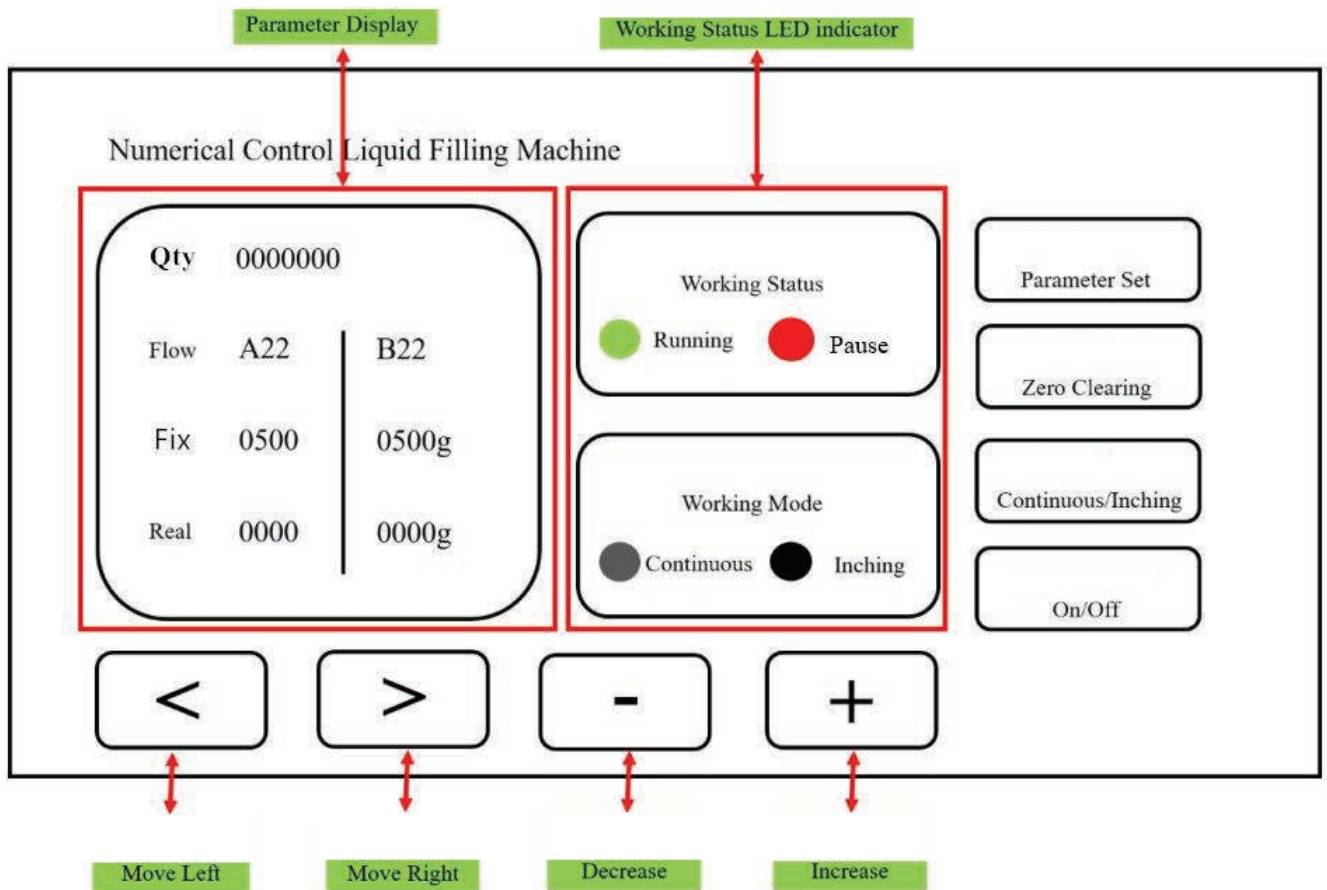 Parameter Display
Working Status LED indicator
Numerical Control Liquid Filling Machine
Qty 0000000
Flow A22 B22
Fix 0500 0500g
Real 0000 0000g
Working Status
Running Pause
Working Mode
Continuous Inching
Parameter Set
Zero Clearing
Continuous/Inching
On/Off
< > - +
Move Left Move Right Decrease Increase